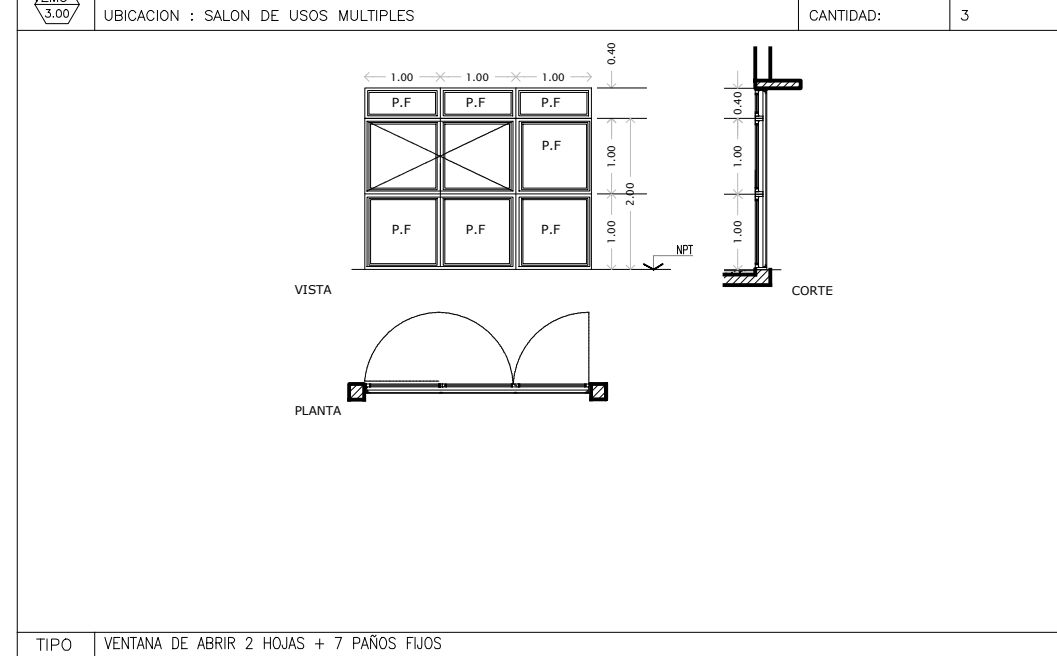 3.00
UBICACION : SALON DE USOS MULTIPLES
CANTIDAD:
3
1.00
1.00
1.00
0.40
P.F
P.F
P.F
P.F
P.F
P.F
P.F
1.00
2.00
1.00
NPT
VISTA
0.40
1.00
1.00
CORTE
PLANTA
TIPO
VENTANA DE ABRIR 2 HOJAS + 7 PAÑOS FIJOS